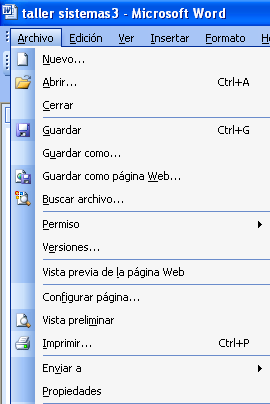 taller sistemas3 - Microsoft Word
Archivo Edición Ver Insertar Formato
Nuevo...
Abrir... Ctrl+A
Cerrar
Guardar Ctrl+G
Guardar como...
Guardar como página Web...
Buscar archivo...
Permiso
Versiones...
Vista previa de la página Web
Configurar página...
Vista preliminar
Imprimir... Ctrl+P
Enviar a
Propiedades